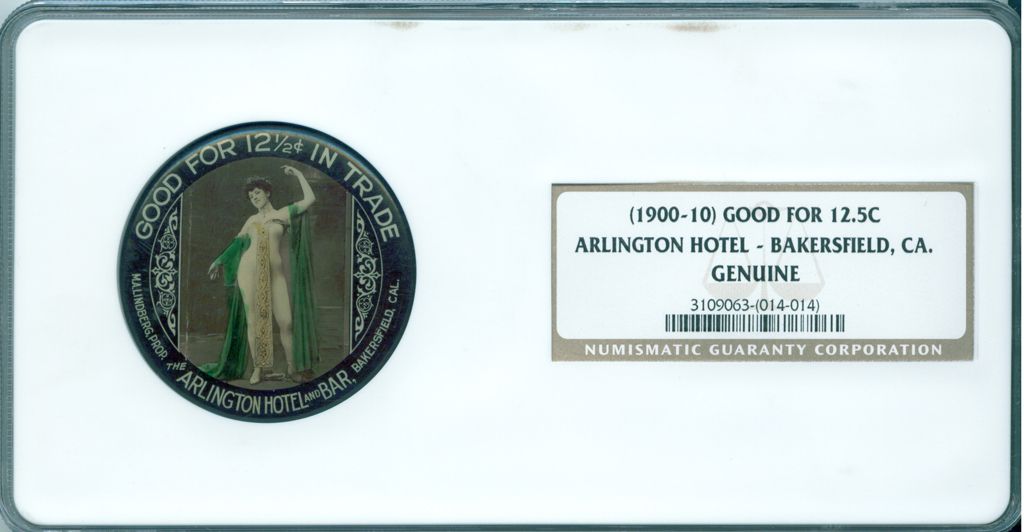 GOOD FOR 12½¢ IN TRADE
M.A.LINDBERG,PROP.
THE ARLINGTON HOTEL AND BAR,
BAKERSFIELD, CAL.
(1900-10) GOOD FOR 12.5C
ARLINGTON HOTEL - BAKERSFIELD, CA.
GENUINE
3109063-(014-014)
NUMISMATIC GUARANTY CORPORATION